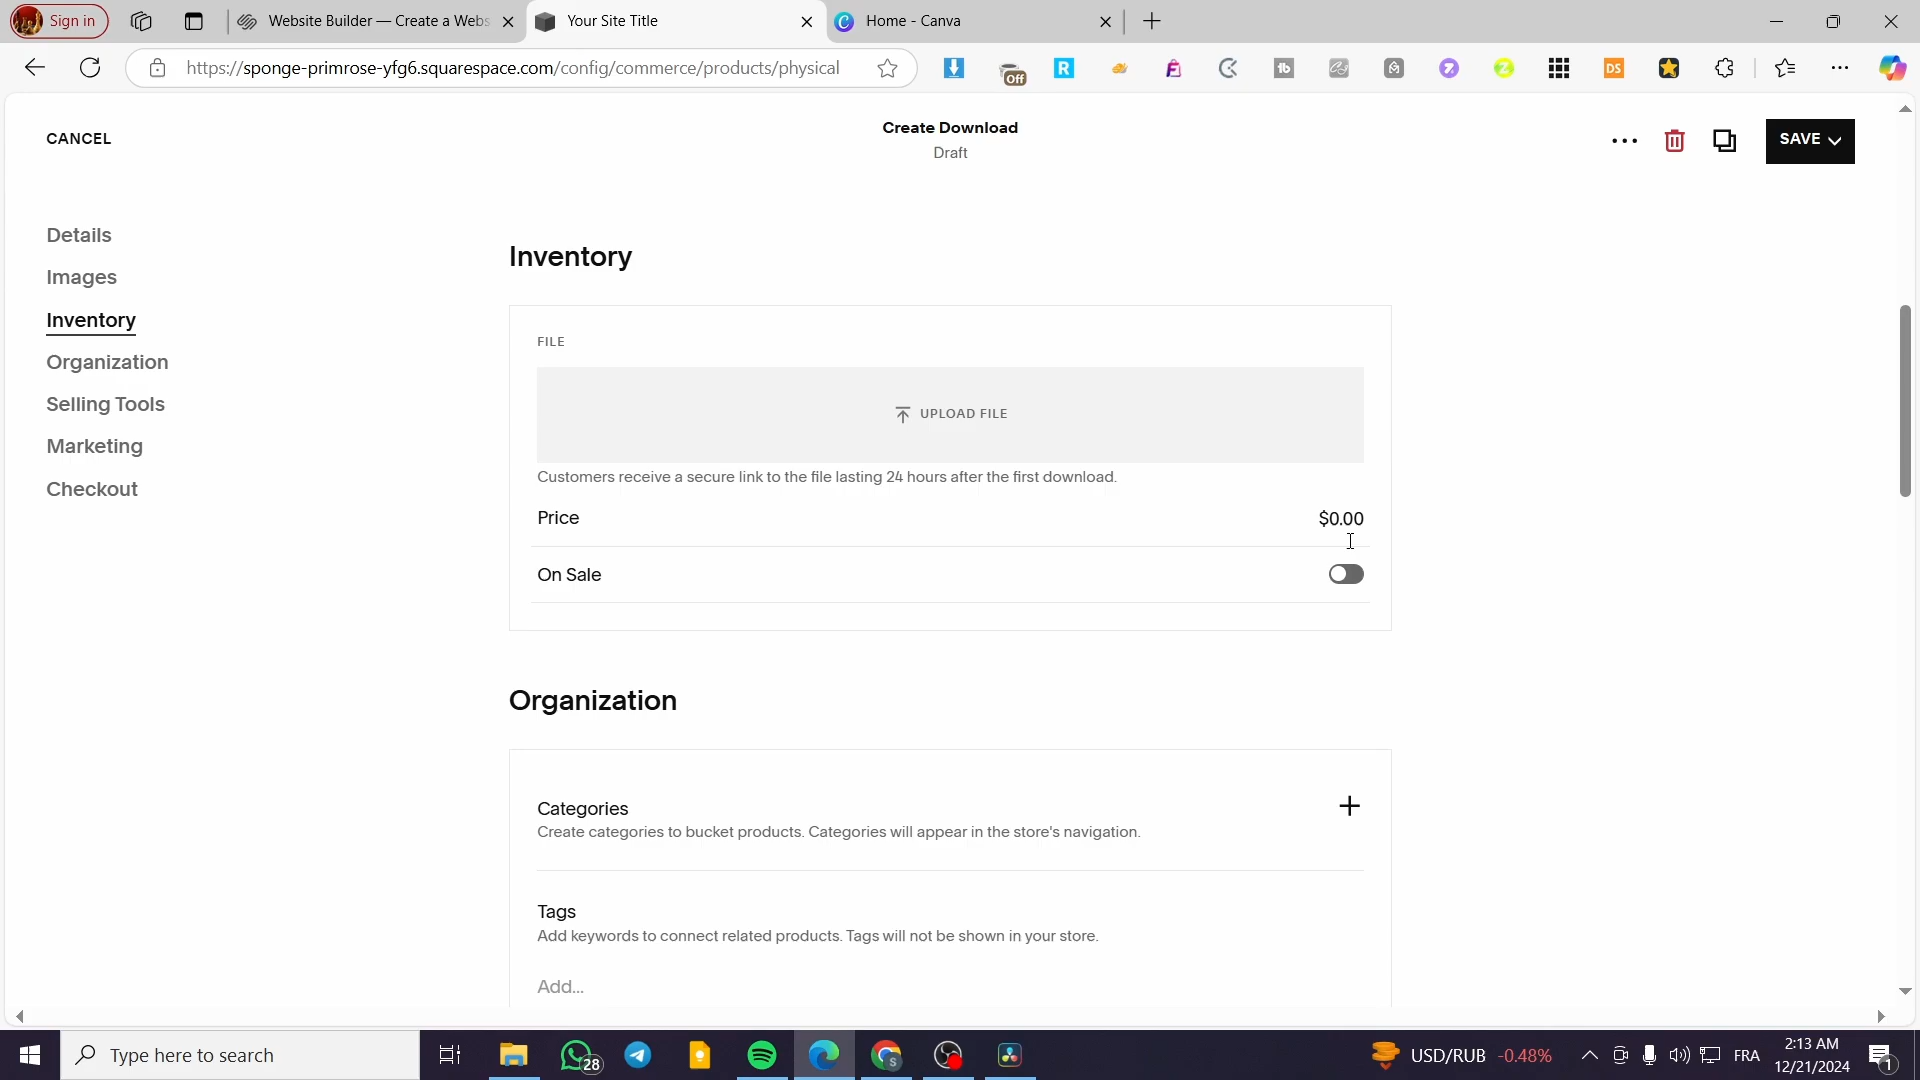 Sign in
Website Builder — Create a Webs
Your Site Title
Home - Canva
https://sponge-primrose-yfg6.squarespace.com/config/commerce/products/physical
Off
R
tb
DS
CANCEL
Create Download
Draft
SAVE
Details
Images
Inventory
Organization
Selling Tools
Marketing
Checkout
Inventory
FILE
UPLOAD FILE
Customers receive a secure link to the file lasting 24 hours after the first download.
Price
$0.00
On Sale
Organization
Categories
Create categories to bucket products. Categories will appear in the store's navigation.
Tags
Add keywords to connect related products. Tags will not be shown in your store.
Add...
Type here to search
28
USD/RUB -0.48%
FRA
2:13 AM
12/21/2024
1